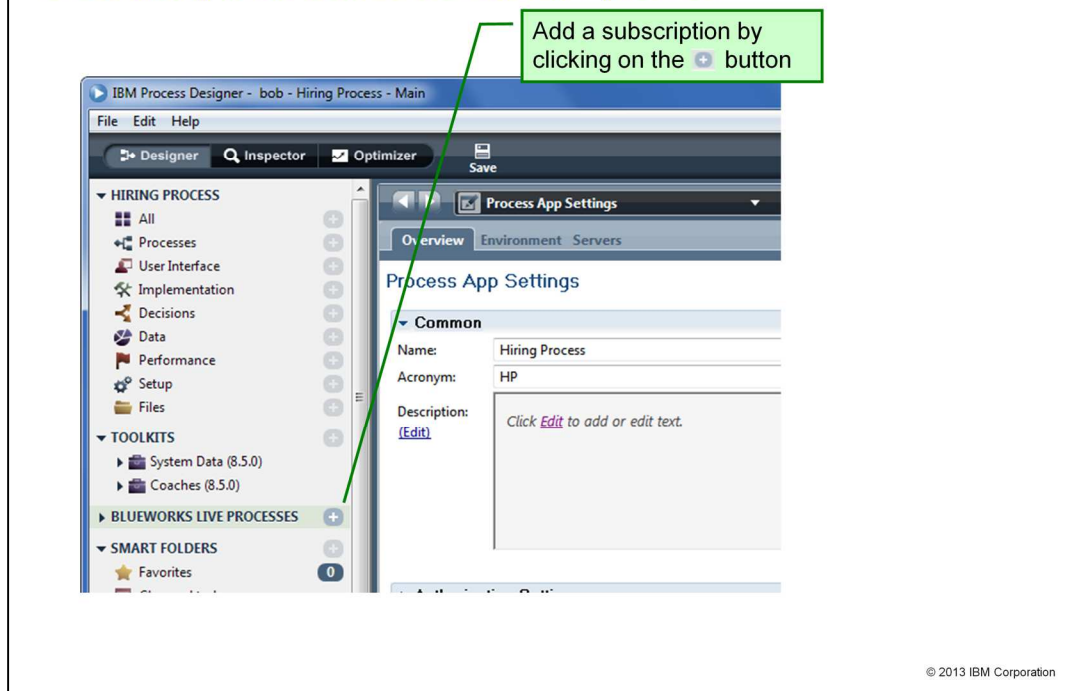 Add a subscription by
clicking on the button
IBM Process Designer - bob - Hiring Process - Main
File Edit Help
Designer Inspector Optimizer Save
HIRING PROCESS
All
Processes
User Interface
Implementation
Decisions
Data
Performance
Setup
Files
TOOLKITS
System Data (8.5.0)
Coaches (8.5.0)
BLUEWORKS LIVE PROCESSES
SMART FOLDERS
Favorites 0
Process App Settings
Overview Environment Servers
Process App Settings
Common
Name: Hiring Process
Acronym: HP
Description: Click Edit to add or edit text.
(Edit)
© 2013 IBM Corporation